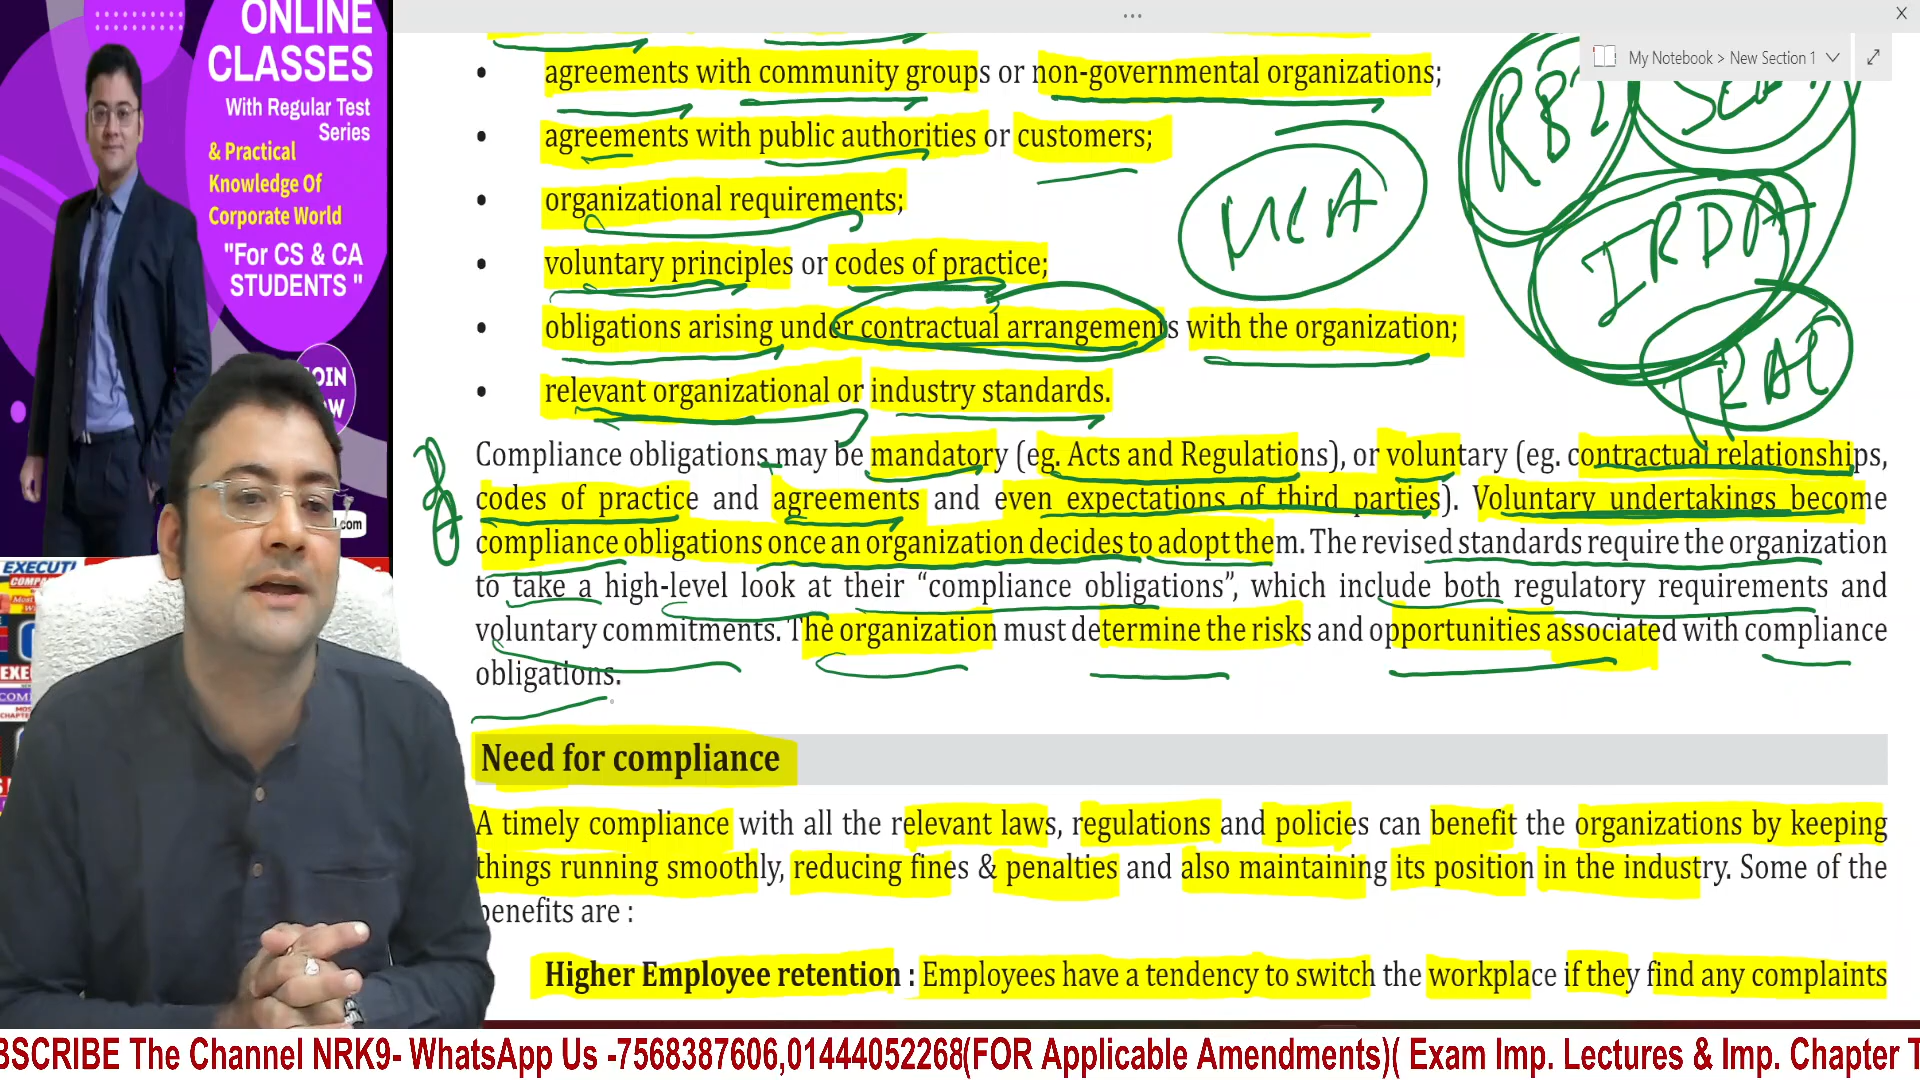 ONLINE
CLASSES
With Regular Test
Series
& Practical
Knowledge Of
Corporate World
"For CS & CA
STUDENTS "
JOIN
.com
EXECUTI
My Notebook > New Section 1
• agreements with community groups or non-governmental organizations;
• agreements with public authorities or customers;
• organizational requirements;
• voluntary principles or codes of practice;
• obligations arising under contractual arrangements with the organization;
• relevant organizational or industry standards.
RBI
MCA
IRDA
Compliance obligations may be mandatory (eg. Acts and Regulations), or voluntary (eg. contractual relationships,
codes of practice and agreements and even expectations of third parties). Voluntary undertakings become
compliance obligations once an organization decides to adopt them. The revised standards require the organization
to take a high-level look at their “compliance obligations”, which include both regulatory requirements and
voluntary commitments. The organization must determine the risks and opportunities associated with compliance
obligations.
Need for compliance
A timely compliance with all the relevant laws, regulations and policies can benefit the organizations by keeping
things running smoothly, reducing fines & penalties and also maintaining its position in the industry. Some of the
benefits are :
Higher Employee retention : Employees have a tendency to switch the workplace if they find any complaints
BSCRIBE The Channel NRK9- WhatsApp Us -7568387606,01444052268(FOR Applicable Amendments)( Exam Imp. Lectures & Imp. Chapter T